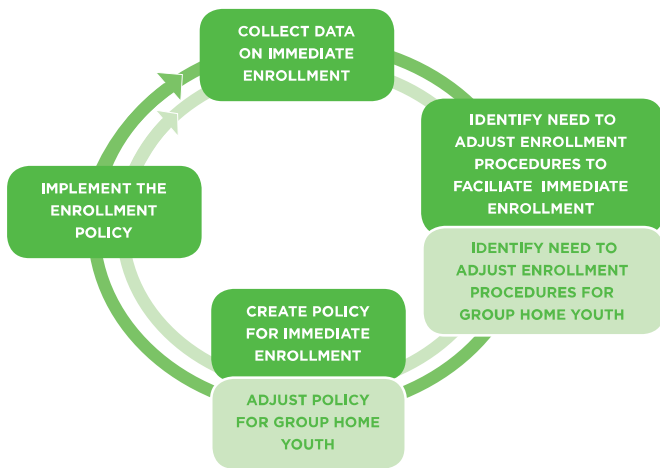 COLLECT DATA
ON IMMEDIATE
ENROLLMENT
IDENTIFY NEED TO
ADJUST ENROLLMENT
PROCEDURES TO
FACILIATE IMMEDIATE
ENROLLMENT
IDENTIFY NEED TO
ADJUST ENROLLMENT
PROCEDURES FOR
GROUP HOME YOUTH
CREATE POLICY
FOR IMMEDIATE
ENROLLMENT
ADJUST POLICY
FOR GROUP HOME
YOUTH
IMPLEMENT THE
ENROLLMENT
POLICY